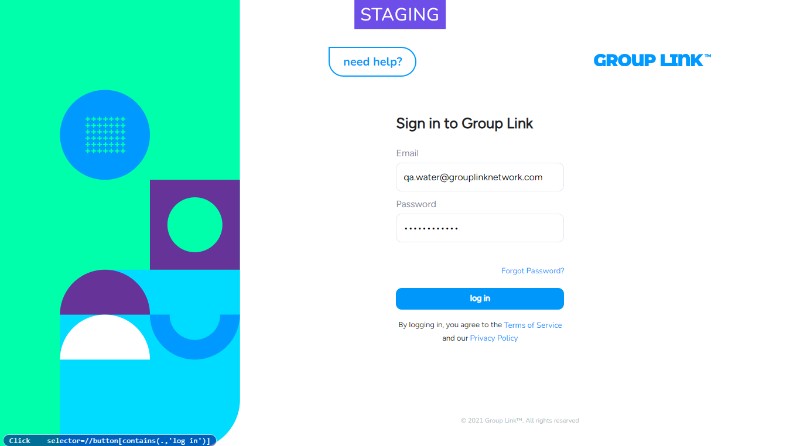 STAGING
need help?
GROUP LINK™
Sign in to Group Link
Email
qa.water@grouplinknetwork.com
Password
••••••••••••
Forgot Password?
log in
By logging in, you agree to the Terms of Service
and our Privacy Policy
© 2021 Group Link™. All rights reserved
Click selector=//button[contains(.,'log in')]